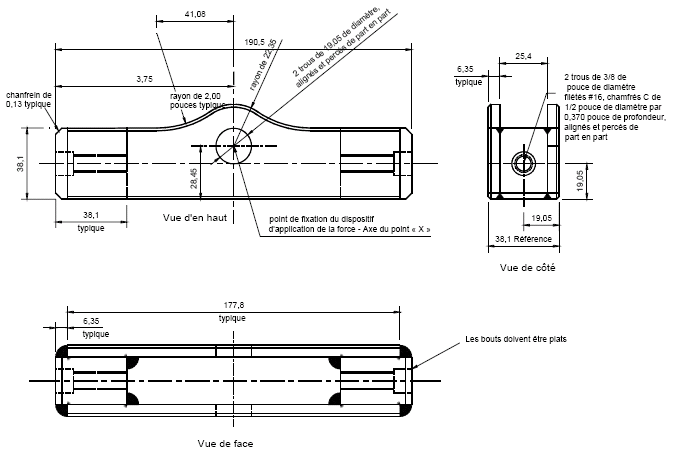 41,08
190,5
3,75
rayon de 22,35
2 trous de 19,05 de diamètre,
alignés et percés de part en part
chanfrein de
0,13 typique
rayon de 2,00
pouces typique
38,1
28,45
38,1
typique
Vue d'en haut
point de fixation du dispositif
d'application de la force - Axe du point « X »
25,4
6,35
typique
2 trous de 3/8 de
pouce de diamètre
filétés #16, chamfrés C de
1/2 pouce de diamètre par
0,370 pouce de profondeur,
alignés et percés de
part en part
19,05
19,05
38,1 Référence
Vue de côté
177,8
typique
6,35
typique
Les bouts doivent être plats
Vue de face